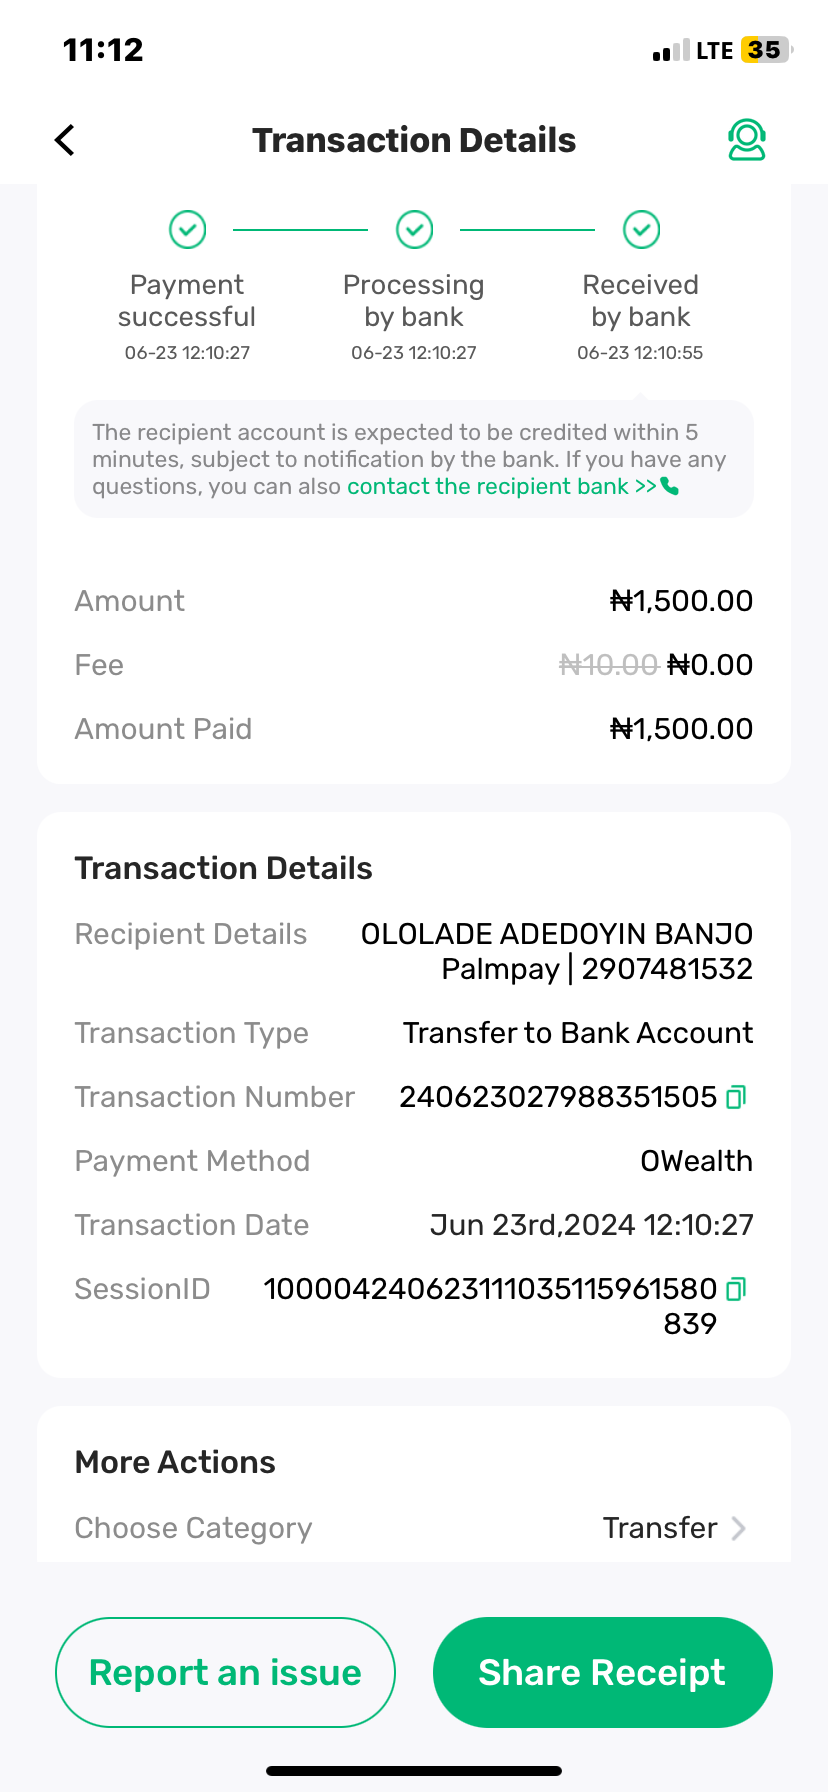 11:12
LTE 35
Transaction Details
Payment successful
06-23 12:10:27
Processing by bank
06-23 12:10:27
Received by bank
06-23 12:10:55
The recipient account is expected to be credited within 5
minutes, subject to notification by the bank. If you have any
questions, you can also contact the recipient bank >>
Amount ₦1,500.00
Fee ₦10.00 ₦0.00
Amount Paid ₦1,500.00
Transaction Details
Recipient Details OLOLADE ADEDOYIN BANJO
Palmpay | 2907481532
Transaction Type Transfer to Bank Account
Transaction Number 240623027988351505
Payment Method OWealth
Transaction Date Jun 23rd,2024 12:10:27
SessionID 100004240623111035115961580
839
More Actions
Choose Category Transfer
Report an issue
Share Receipt